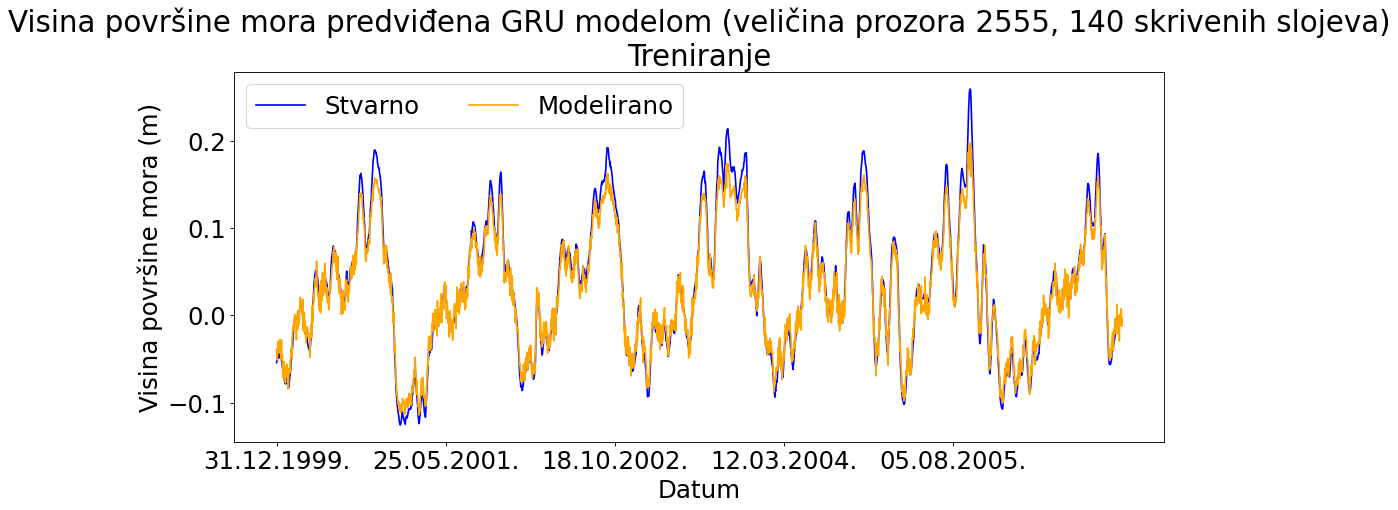 Visina površine mora predviđena GRU modelom (veličina prozora 2555, 140 skrivenih slojeva)
Treniranje
Stvarno
Modelirano
Visina površine mora (m)
0.2
0.1
0.0
−0.1
31.12.1999.
25.05.2001.
18.10.2002.
12.03.2004.
05.08.2005.
Datum